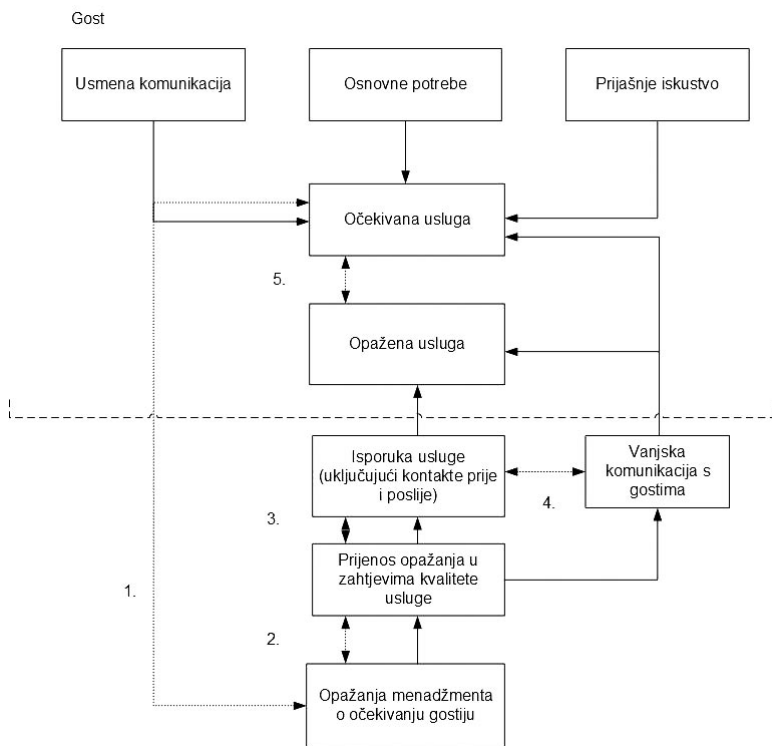 Gost
Usmena komunikacija
Osnovne potrebe
Prijašnje iskustvo
Očekivana usluga
5.
Opažena usluga
Isporuka usluge
(uključujući kontakte prije
i poslije)
Vanjska
komunikacija s
gostima
4.
3.
Prijenos opažanja u
zahtjevima kvalitete
usluge
1.
2.
Opažanja menadžmenta
o očekivanju gostiju